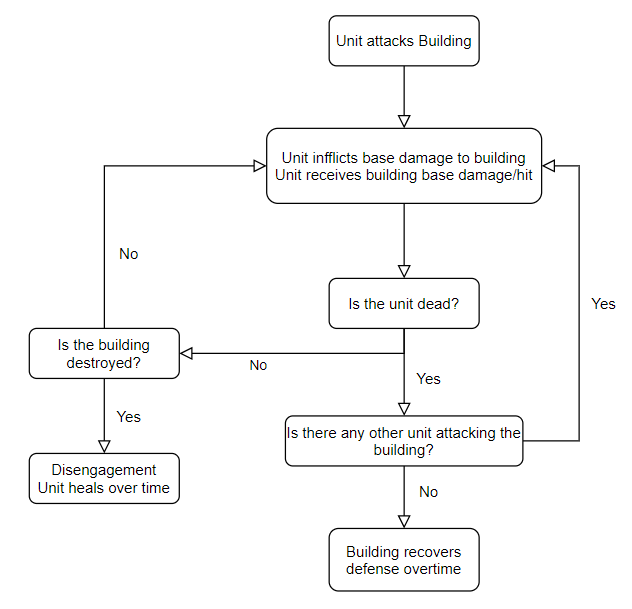 Unit attacks Building
Unit infflicts base damage to building
Unit receives building base damage/hit
No
Is the unit dead?
Yes
Is the building
destroyed?
No
Yes
Yes
Is there any other unit attacking the
building?
Disengagement
Unit heals over time
No
Building recovers
defense overtime